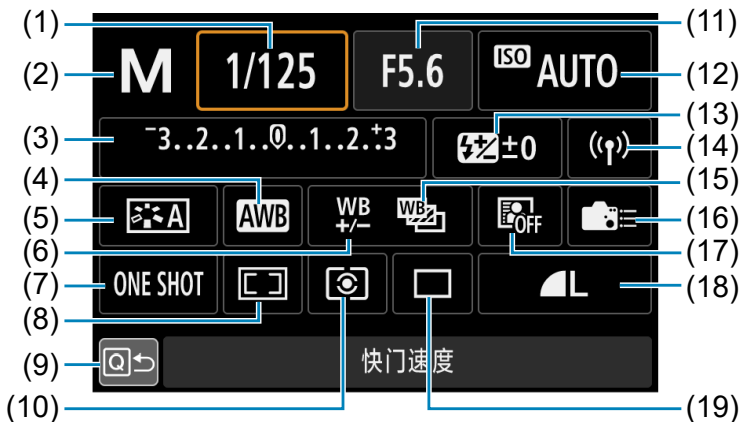 (1) (11)
(2) M 1/125 F5.6 ISO AUTO (12)
(13)
(3) -3..2..1..0..1..2.+3 ±0 (14)
(4) (15)
(5) A AWB WB +/- WB OFF (16)
(6) (17)
(7) ONE SHOT L (18)
(8)
(9) Q 快门速度
(10) (19)